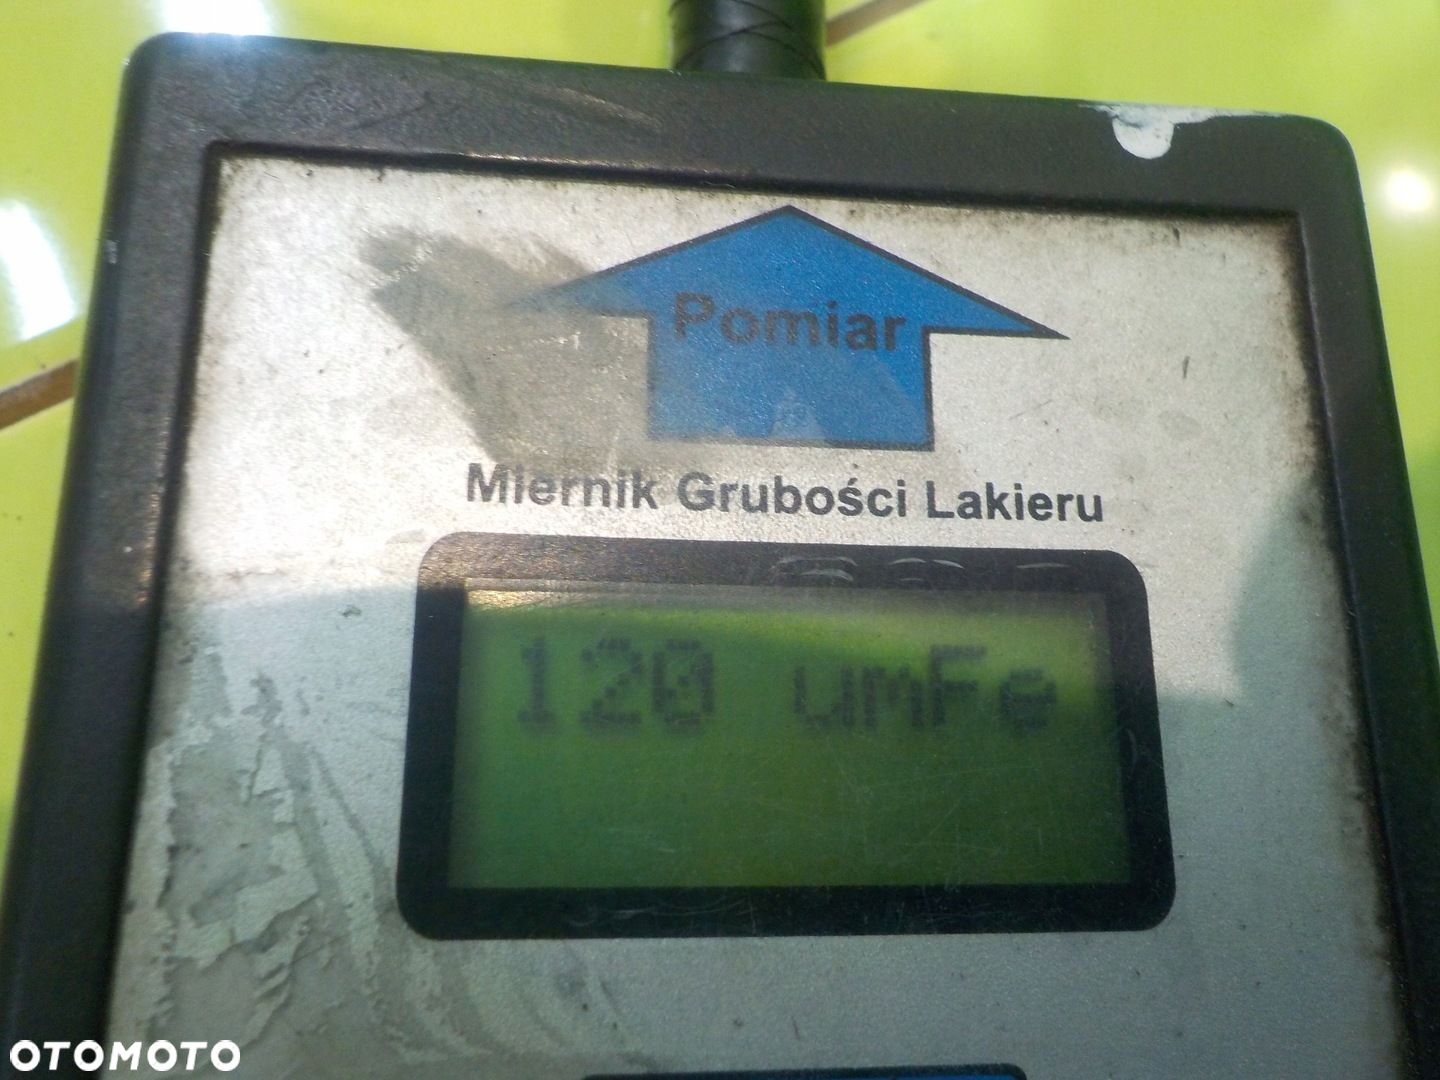 Pomiar
Miernik Grubości Lakieru
120 umFe
OTOMOTO